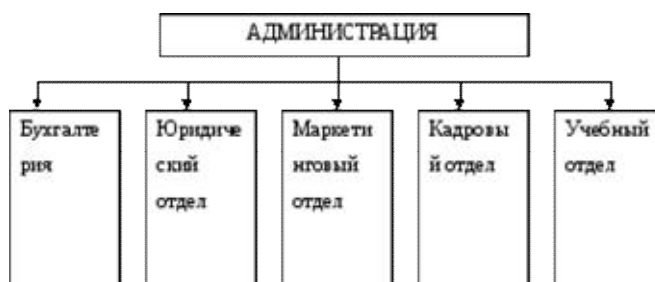 АДМИНИСТРАЦИЯ
Бухгалте
рия
Юридиче
ский
отдел
Маркети
нговый
отдел
Кадровы
й отдел
Учебный
отдел